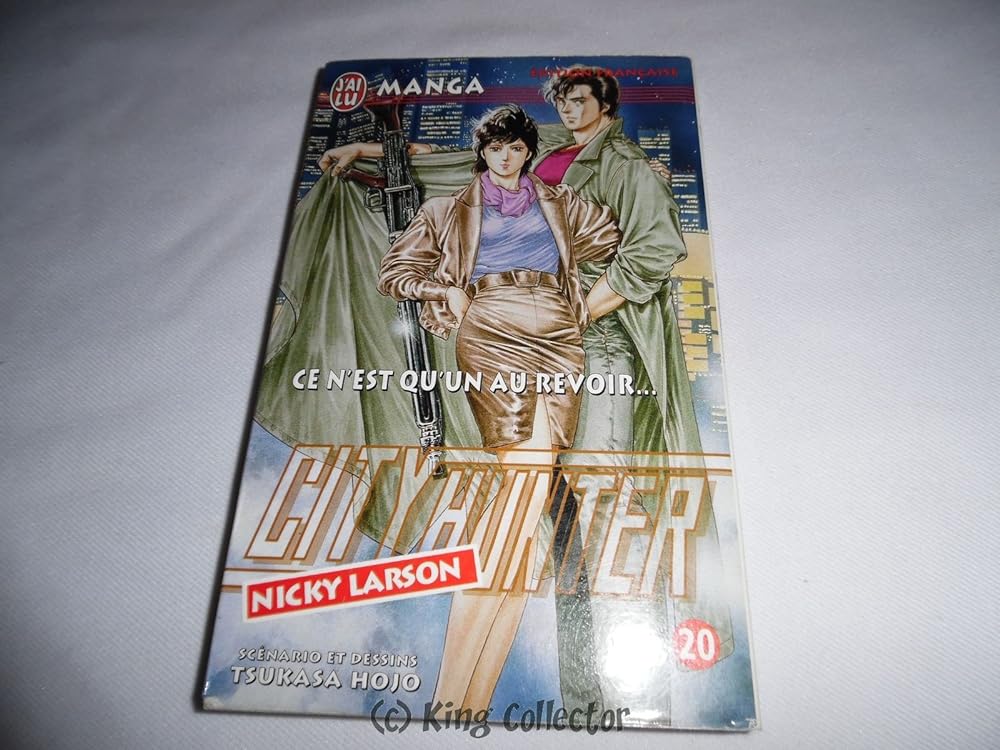 J'AI LU
MANGA
ÉDITION FRANÇAISE
CE N'EST QU'UN AU REVOIR...
CITY HUNTER
NICKY LARSON
20
SCÉNARIO ET DESSINS
TSUKASA HOJO
(c) King Collector